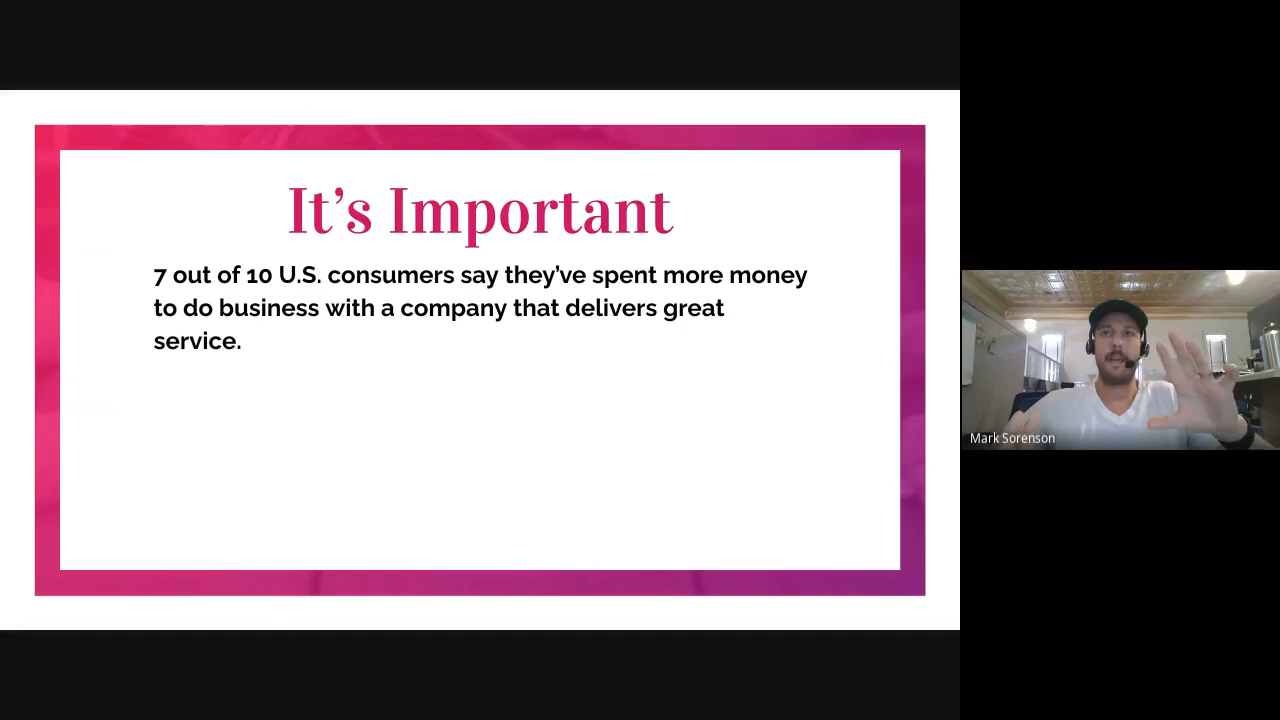 It's Important
7 out of 10 U.S. consumers say they've spent more money
to do business with a company that delivers great
service.
Mark Sorenson